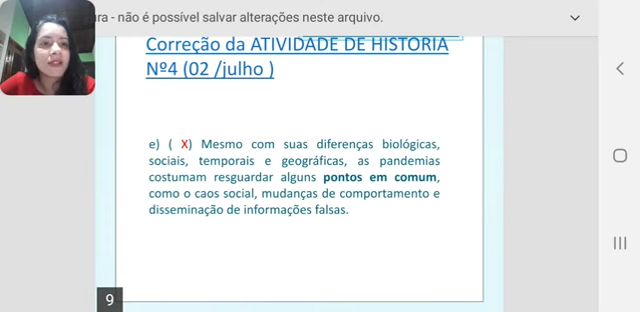 ura - não é possível salvar alterações neste arquivo.
Correção da ATIVIDADE DE HISTORIA
Nº4 (02 /julho )
e) ( X) Mesmo com suas diferenças biológicas,
sociais, temporais e geográficas, as pandemias
costumam resguardar alguns pontos em comum,
como o caos social, mudanças de comportamento e
disseminação de informações falsas.
9